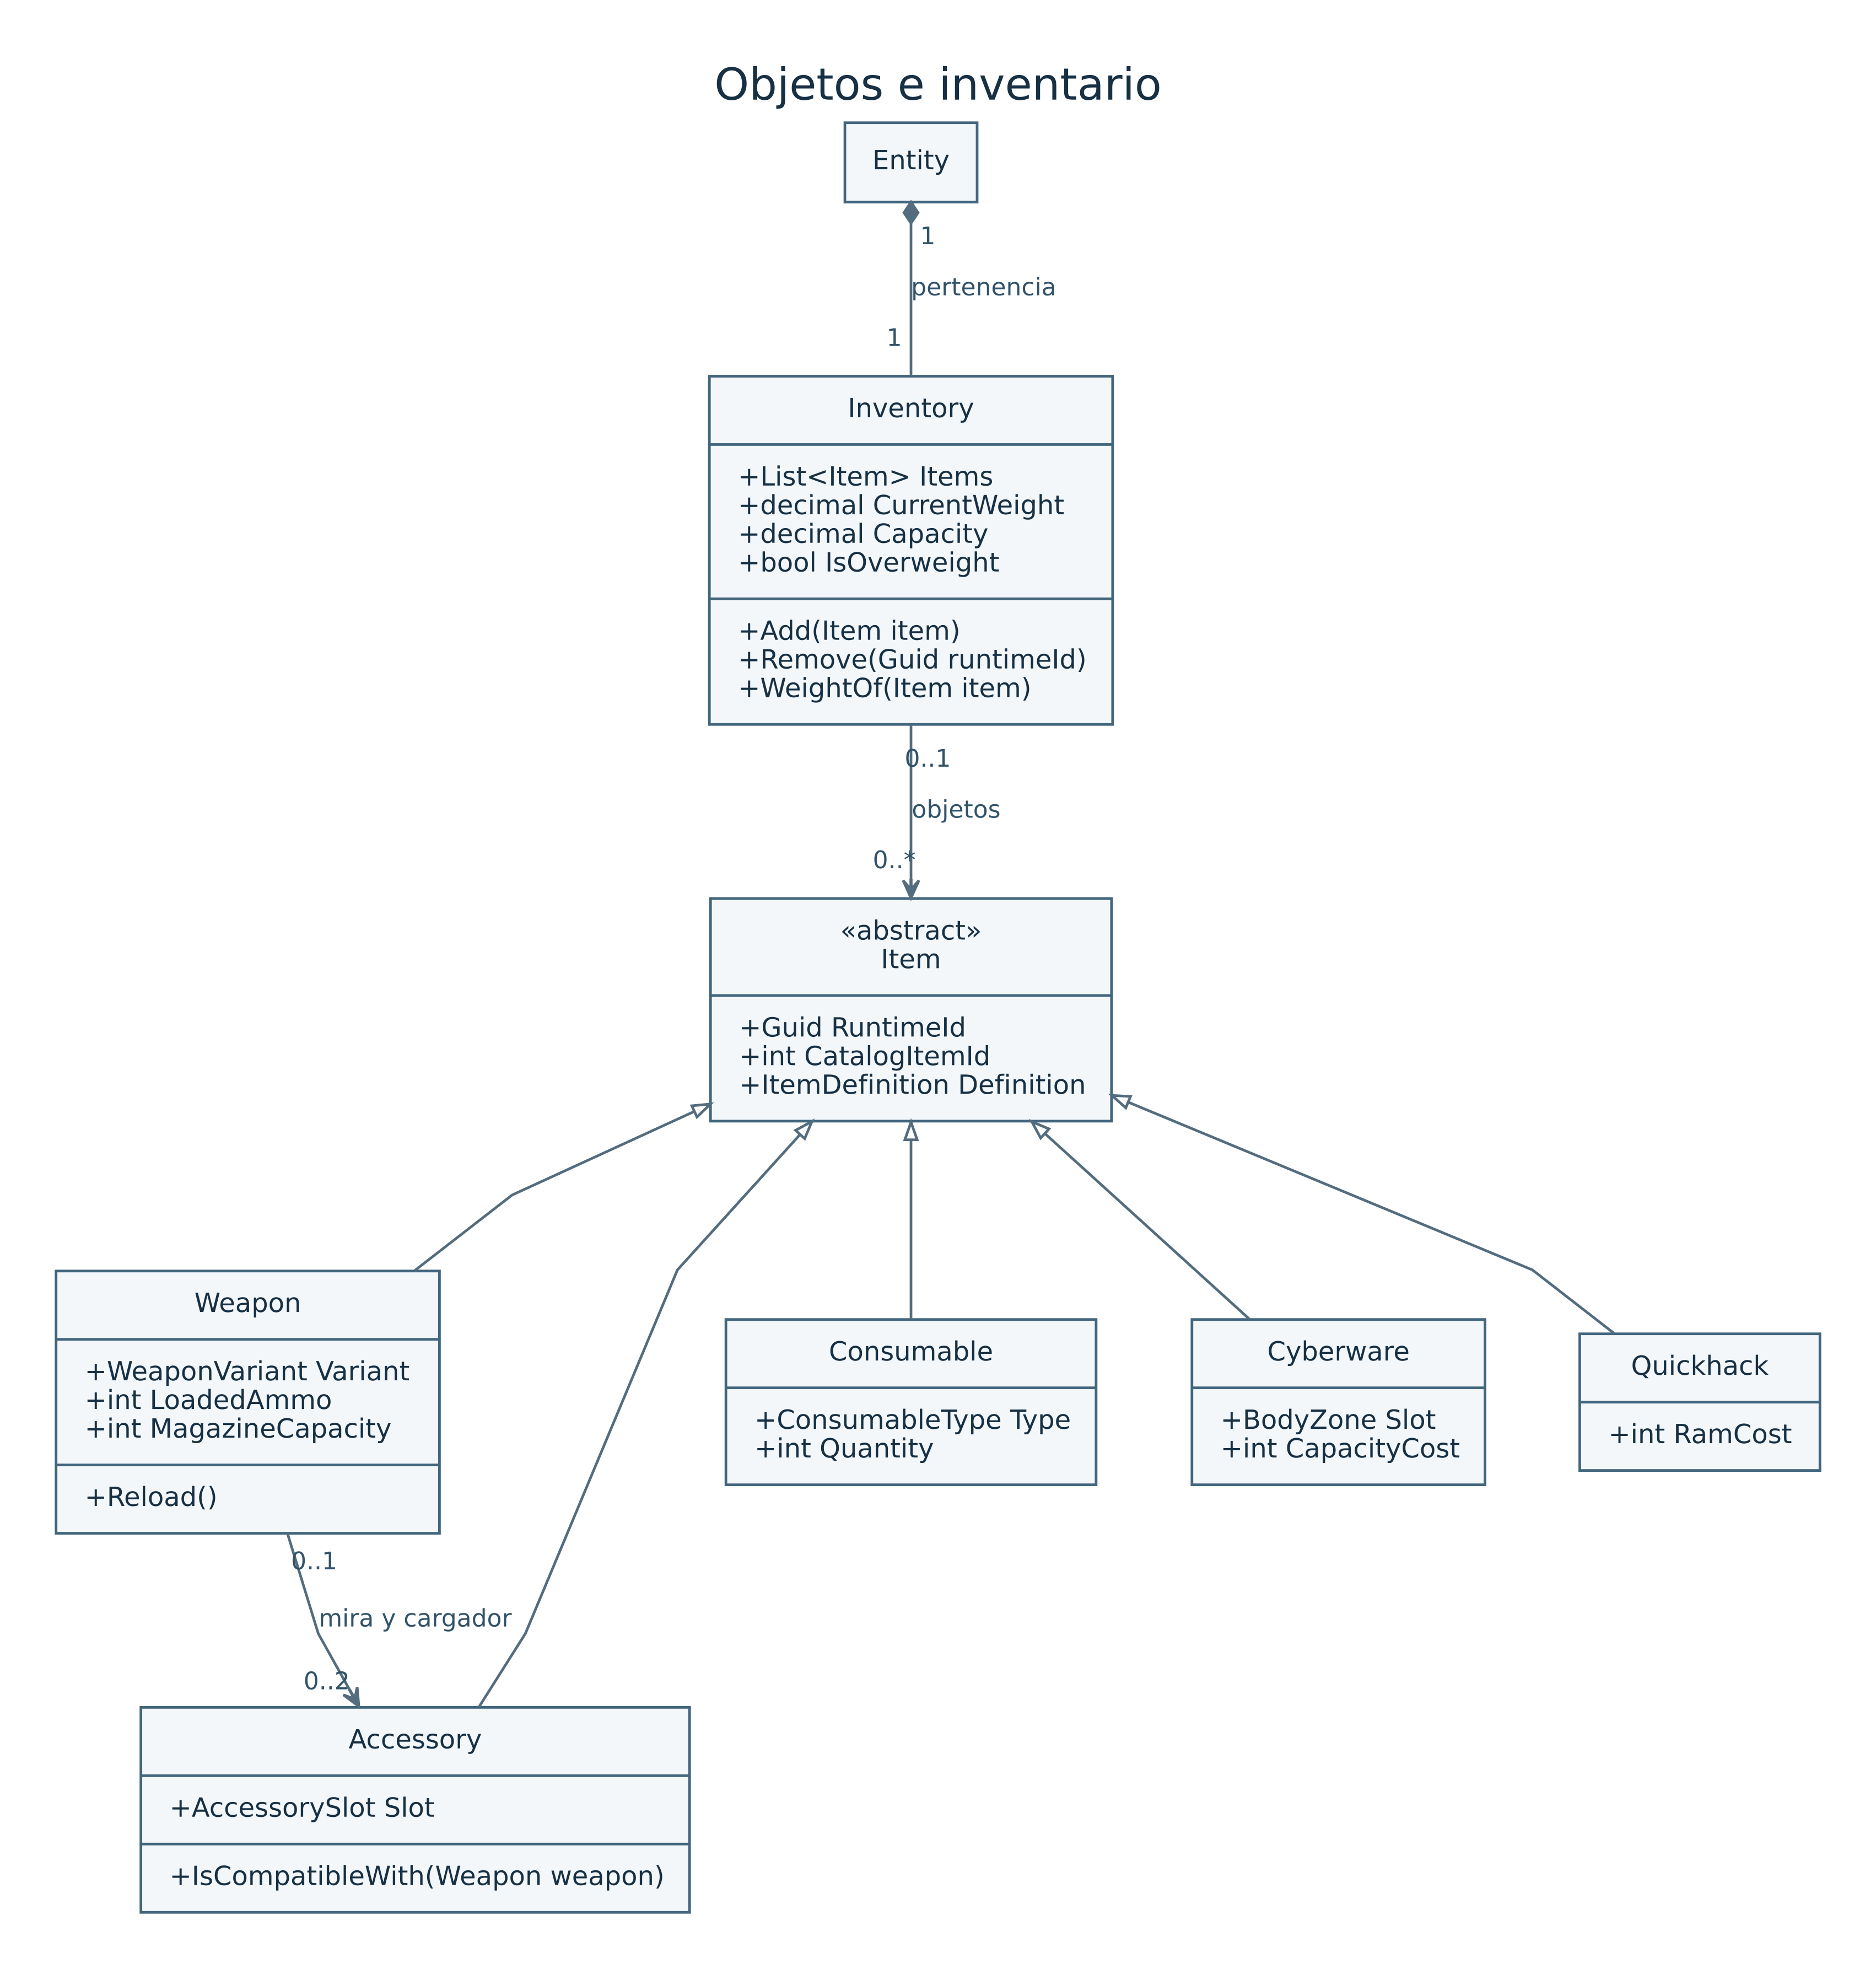 Objetos e inventario
Entity
1
pertenencia
1
Inventory
+List<Item> Items
+decimal CurrentWeight
+decimal Capacity
+bool IsOverweight
+Add(Item item)
+Remove(Guid runtimeId)
+WeightOf(Item item)
0..1
objetos
0..*
«abstract»
Item
+Guid RuntimeId
+int CatalogItemId
+ItemDefinition Definition
Weapon
+WeaponVariant Variant
+int LoadedAmmo
+int MagazineCapacity
+Reload()
Consumable
+ConsumableType Type
+int Quantity
Cyberware
+BodyZone Slot
+int CapacityCost
Quickhack
+int RamCost
0..1
mira y cargador
0..2
Accessory
+AccessorySlot Slot
+IsCompatibleWith(Weapon weapon)